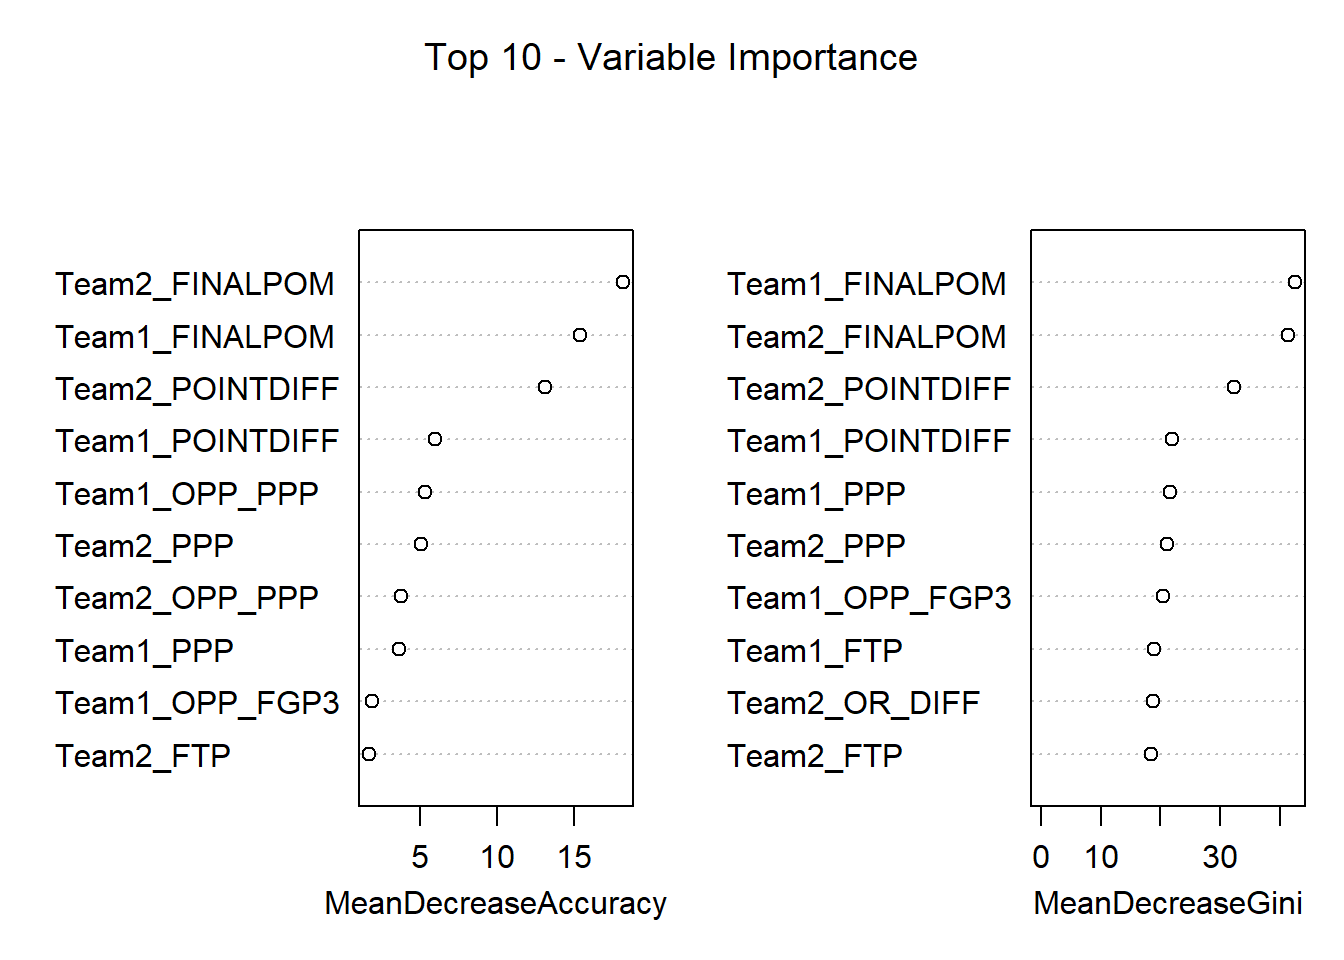 Top 10 - Variable Importance
Team2_FINALPOM
Team1_FINALPOM
Team2_POINTDIFF
Team1_POINTDIFF
Team1_OPP_PPP
Team2_PPP
Team2_OPP_PPP
Team1_PPP
Team1_OPP_FGP3
Team2_FTP
5 10 15
MeanDecreaseAccuracy
Team1_FINALPOM
Team2_FINALPOM
Team2_POINTDIFF
Team1_POINTDIFF
Team1_PPP
Team2_PPP
Team1_OPP_FGP3
Team1_FTP
Team2_OR_DIFF
Team2_FTP
0 10 30
MeanDecreaseGini